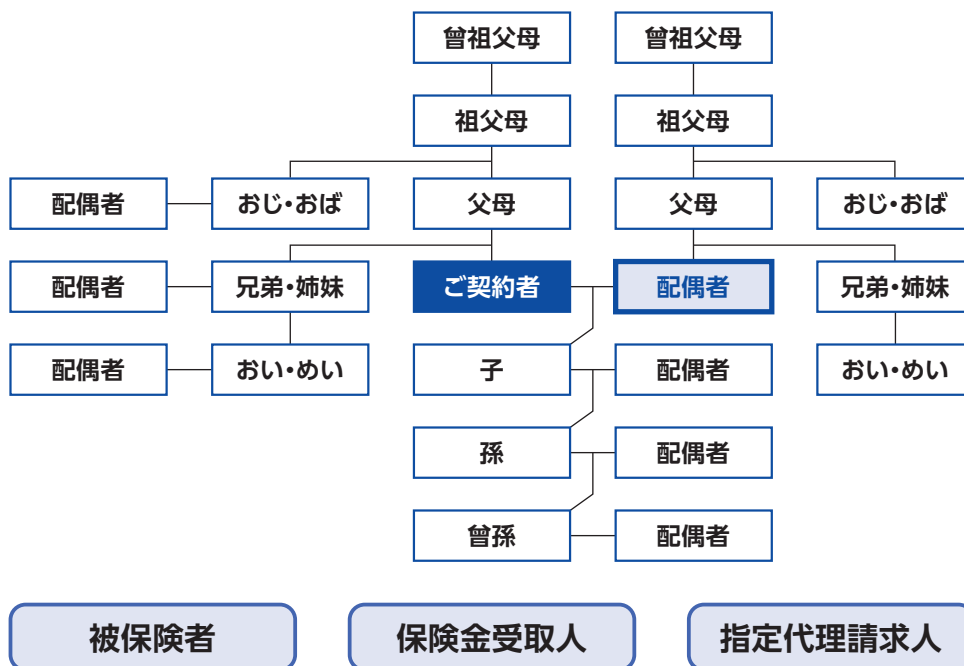 曾祖父母
曾祖父母
祖父母
祖父母
配偶者
おじ・おば
父母
父母
おじ・おば
配偶者
兄弟・姉妹
ご契約者
配偶者
兄弟・姉妹
配偶者
おい・めい
子
配偶者
おい・めい
孫
配偶者
曾孫
配偶者
被保険者
保険金受取人
指定代理請求人